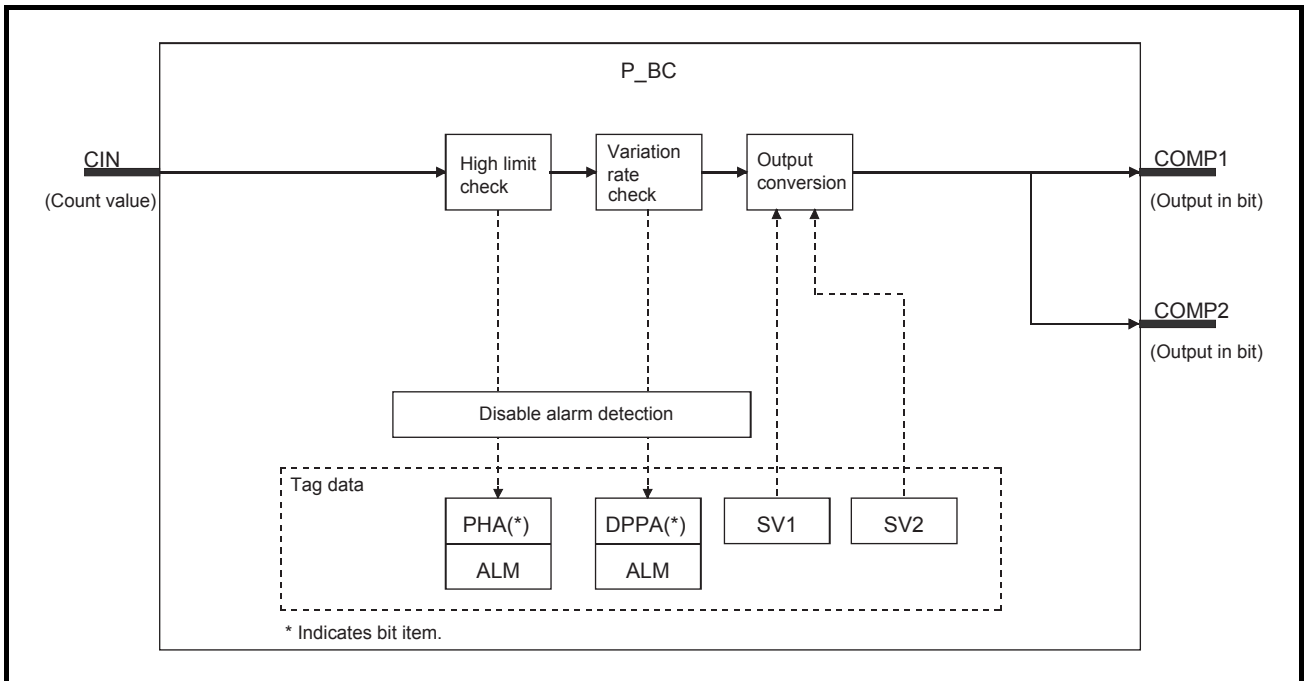 P_BC
CIN
(Count value)
High limit
check
Variation
rate
check
Output
conversion
COMP1
(Output in bit)
COMP2
(Output in bit)
Disable alarm detection
Tag data
PHA(*)
ALM
DPPA(*)
ALM
SV1
SV2
* Indicates bit item.